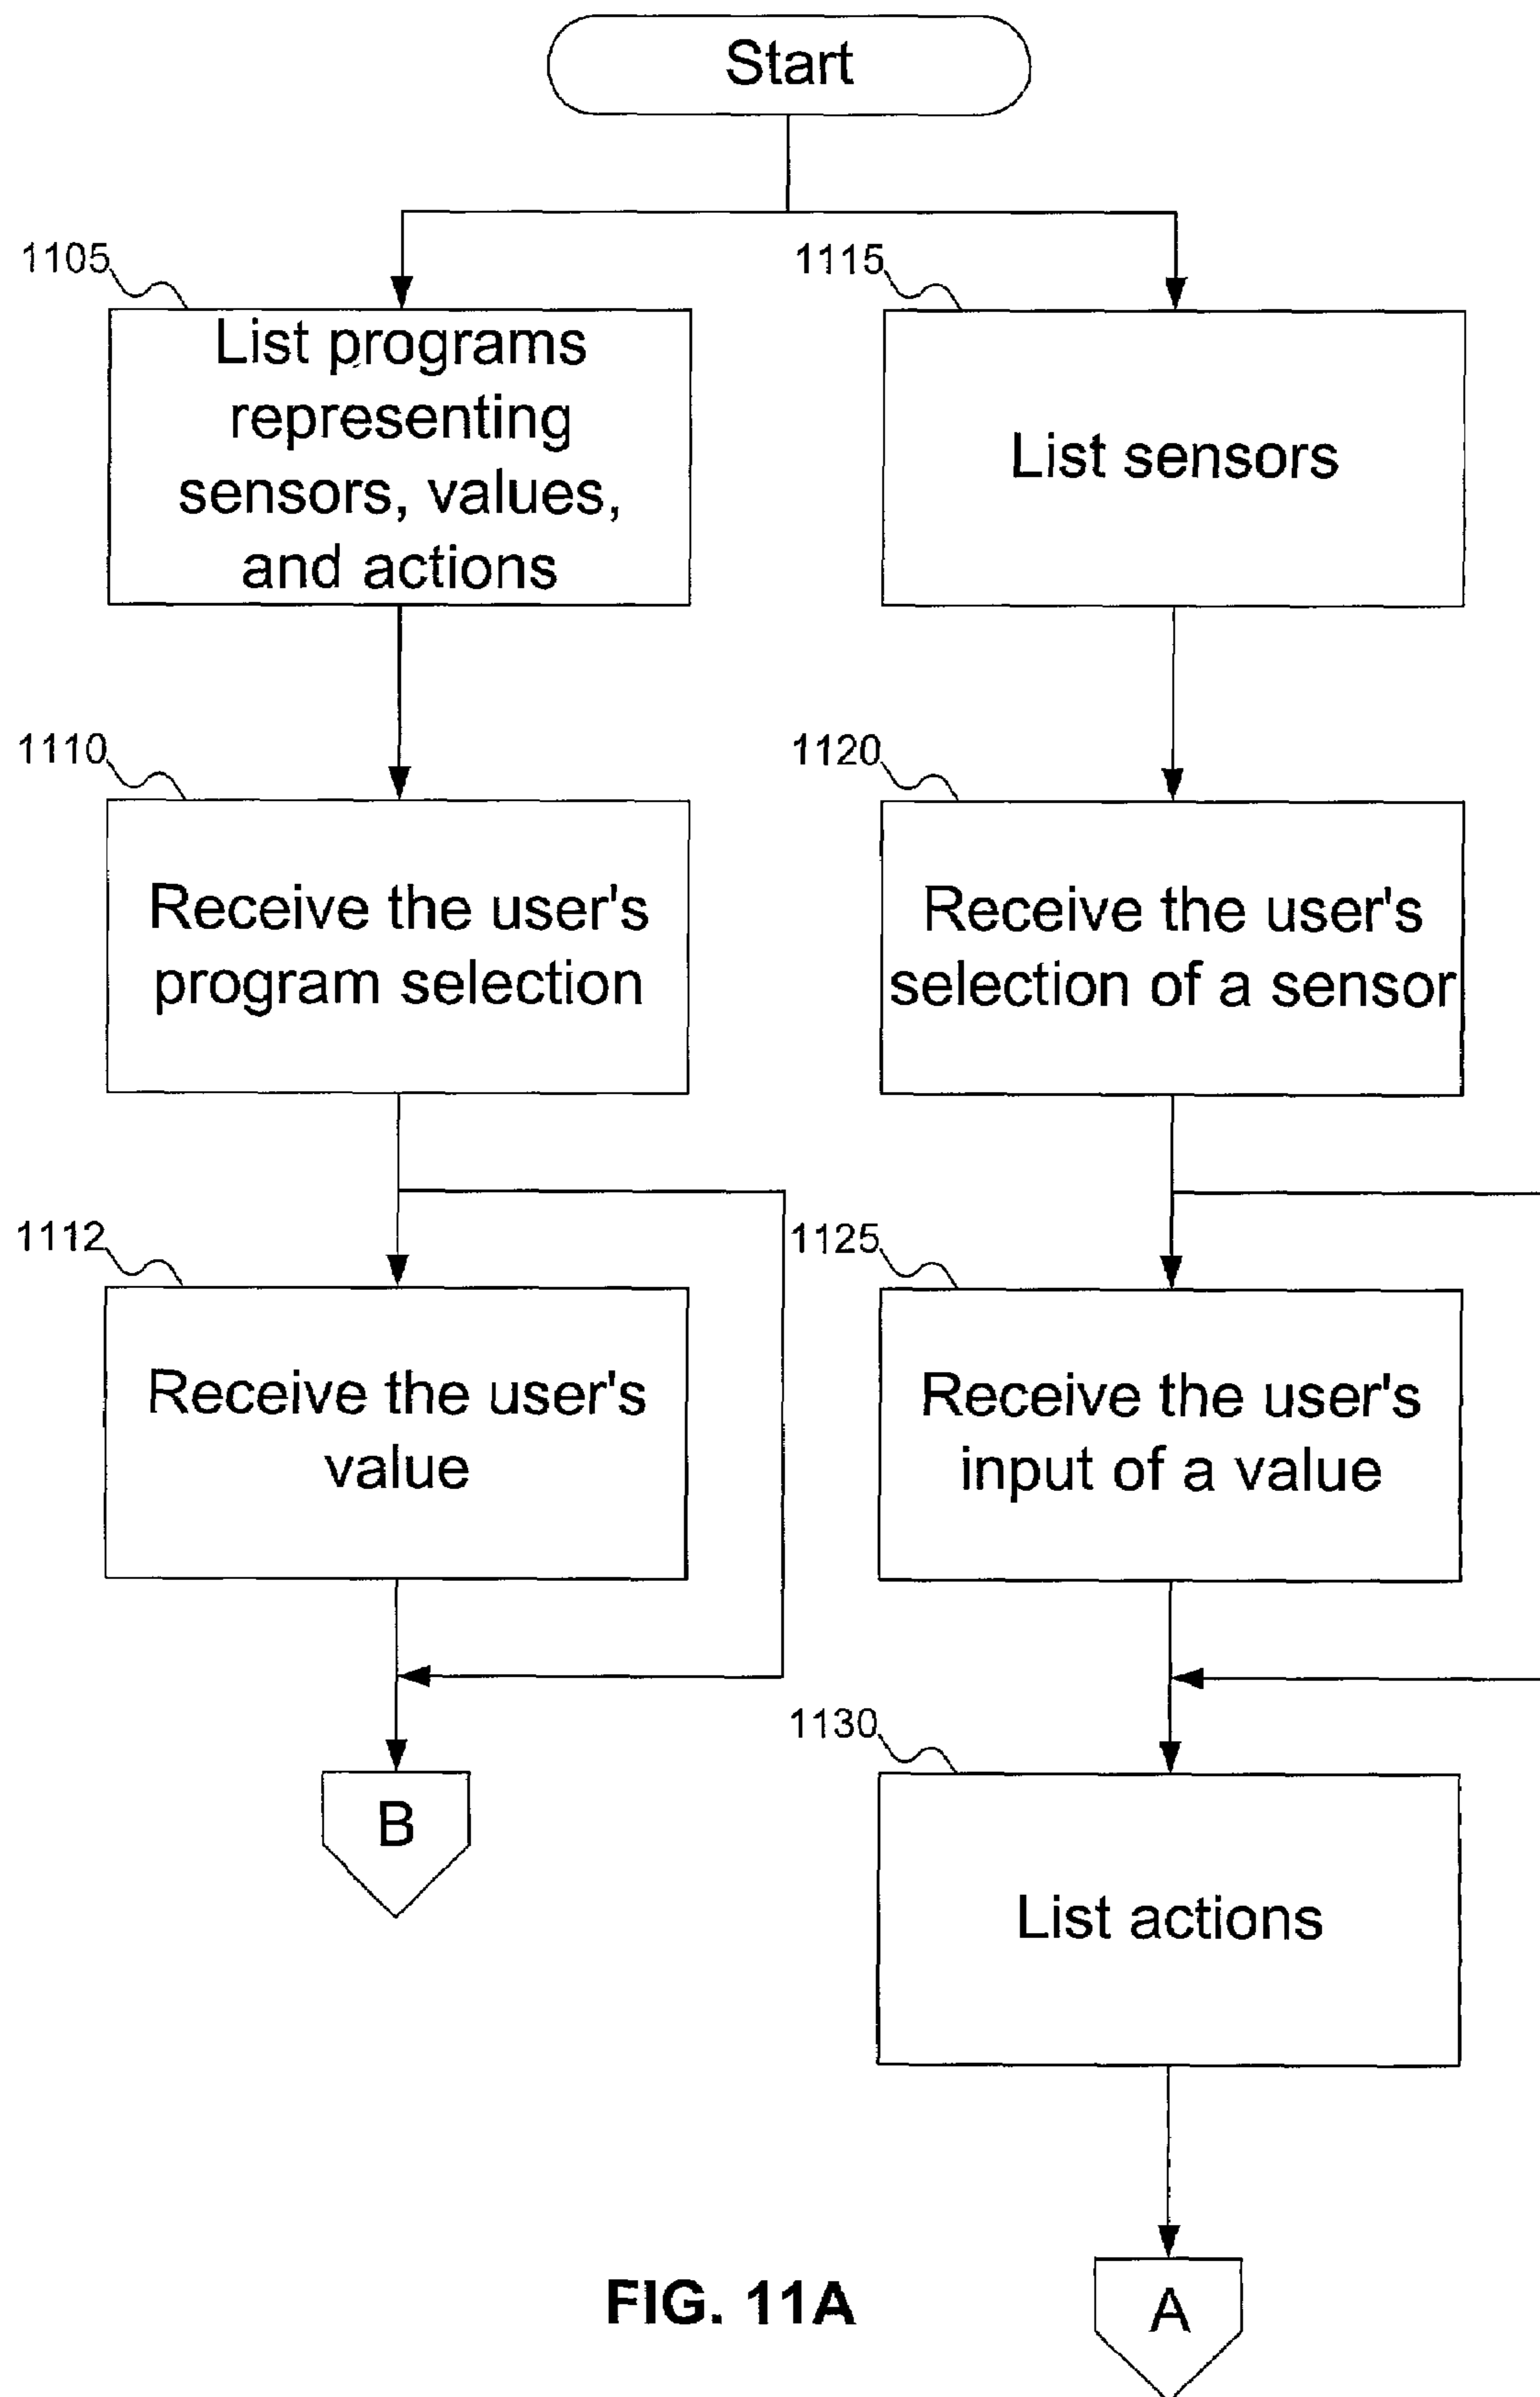 Start
1105
List programs
representing
sensors, values,
and actions
1115
List sensors
1110
Receive the user's
program selection
1120
Receive the user's
selection of a sensor
1112
Receive the user's
value
1125
Receive the user's
input of a value
B
1130
List actions
A
FIG. 11A